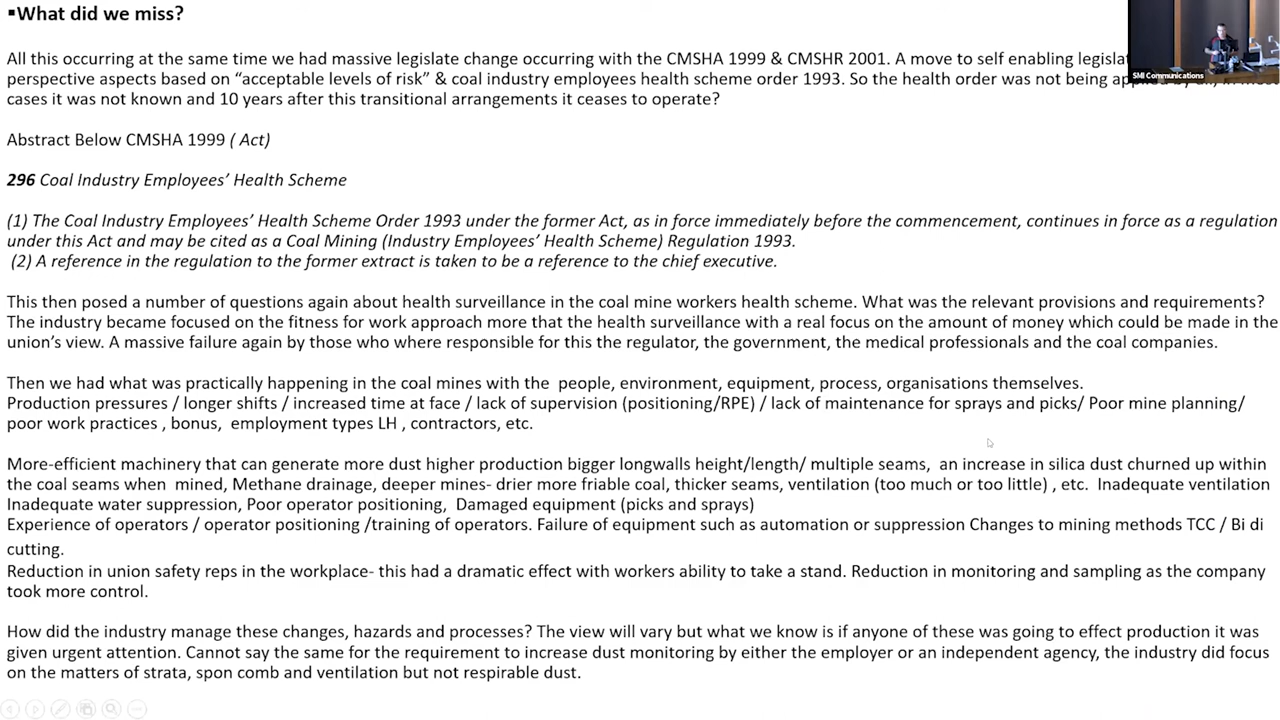 ▪What did we miss?
All this occurring at the same time we had massive legislate change occurring with the CMSHA 1999 & CMSHR 2001. A move to self enabling
perspective aspects based on “acceptable levels of risk” & coal industry employees health scheme order 1993. So the health order was not being
cases it was not known and 10 years after this transitional arrangements it ceases to operate?
SMI Communications
Abstract Below CMSHA 1999 ( Act)
296 Coal Industry Employees’ Health Scheme
(1) The Coal Industry Employees’ Health Scheme Order 1993 under the former Act, as in force immediately before the commencement, continues in force as a regulation
under this Act and may be cited as a Coal Mining (Industry Employees’ Health Scheme) Regulation 1993.
(2) A reference in the regulation to the former extract is taken to be a reference to the chief executive.
This then posed a number of questions again about health surveillance in the coal mine workers health scheme. What was the relevant provisions and requirements?
The industry became focused on the fitness for work approach more that the health surveillance with a real focus on the amount of money which could be made in the
union’s view. A massive failure again by those who where responsible for this the regulator, the government, the medical professionals and the coal companies.
Then we had what was practically happening in the coal mines with the people, environment, equipment, process, organisations themselves.
Production pressures / longer shifts / increased time at face / lack of supervision (positioning/RPE) / lack of maintenance for sprays and picks/ Poor mine planning/
poor work practices , bonus, employment types LH , contractors, etc.
More-efficient machinery that can generate more dust higher production bigger longwalls height/length/ multiple seams, an increase in silica dust churned up within
the coal seams when mined, Methane drainage, deeper mines- drier more friable coal, thicker seams, ventilation (too much or too little) , etc. Inadequate ventilation
Inadequate water suppression, Poor operator positioning, Damaged equipment (picks and sprays)
Experience of operators / operator positioning /training of operators. Failure of equipment such as automation or suppression Changes to mining methods TCC / Bi di
cutting.
Reduction in union safety reps in the workplace- this had a dramatic effect with workers ability to take a stand. Reduction in monitoring and sampling as the company
took more control.
How did the industry manage these changes, hazards and processes? The view will vary but what we know is if anyone of these was going to effect production it was
given urgent attention. Cannot say the same for the requirement to increase dust monitoring by either the employer or an independent agency, the industry did focus
on the matters of strata, spon comb and ventilation but not respirable dust.